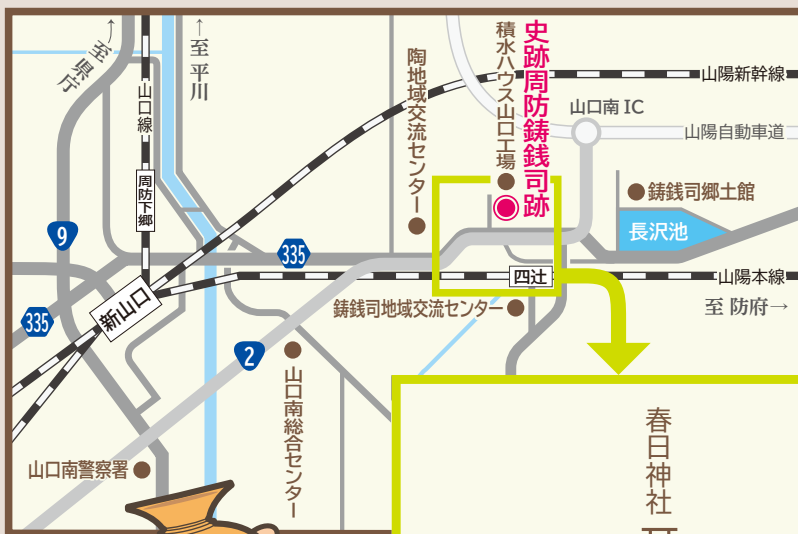 ←至 県庁
←至 平川
山口線
周防下郷
9
335
335
新山口
2
陶地域交流センター
積水ハウス山口工場
史跡周防鋳銭司跡
山陽新幹線
山口南IC
山陽自動車道
鋳銭司郷土館
長沢池
四辻
山陽本線
至 防府→
鋳銭司地域交流センター
山口南総合センター
山口南警察署
春日神社